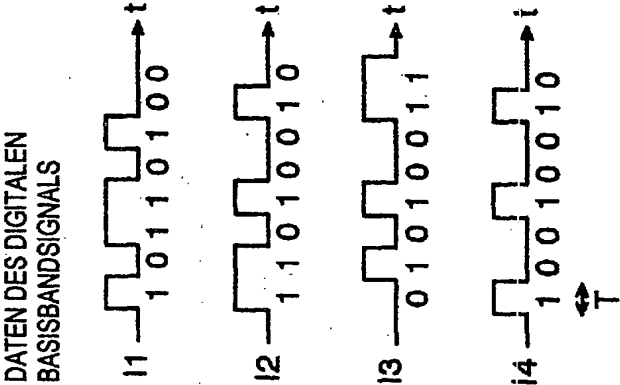 DATEN DES DIGITALEN
BASISBANDSIGNALS
I1 t
1 0 1 1 0 1 0 0
I2 t
1 1 0 1 0 0 1 0
I3 t
0 1 0 1 0 0 1 1
I4 t
1 0 0 1 0 0 1 0
T